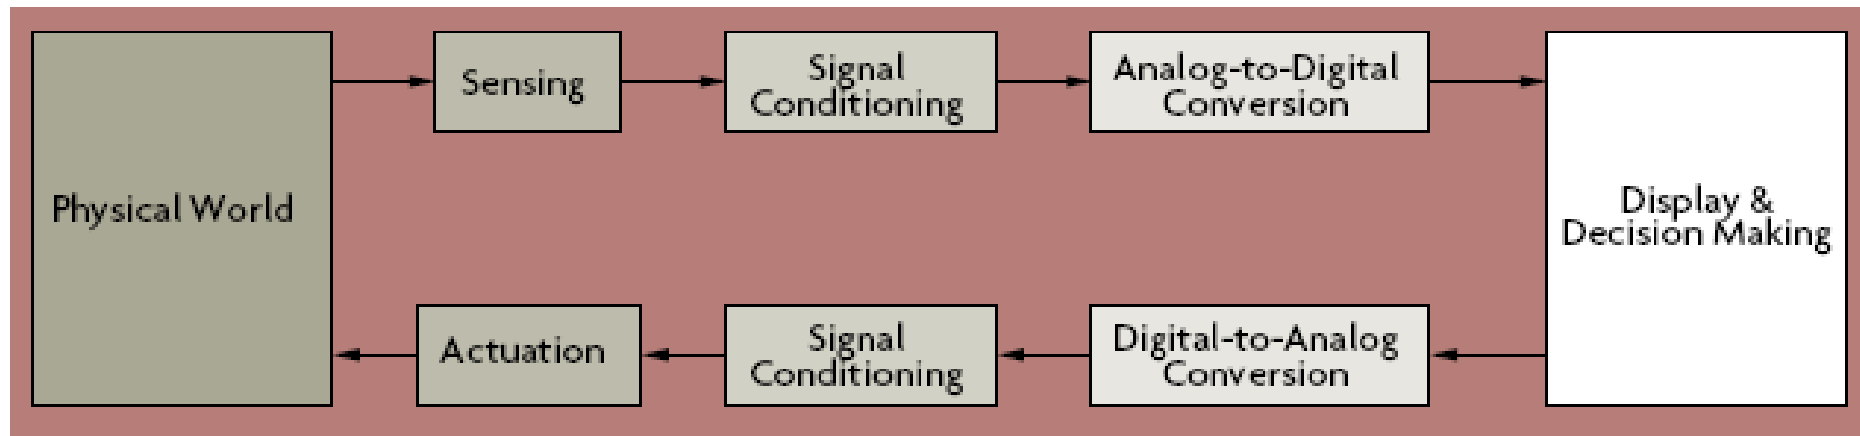 Physical World
Sensing
Signal
Conditioning
Analog-to-Digital
Conversion
Display &
Decision Making
Actuation
Signal
Conditioning
Digital-to-Analog
Conversion